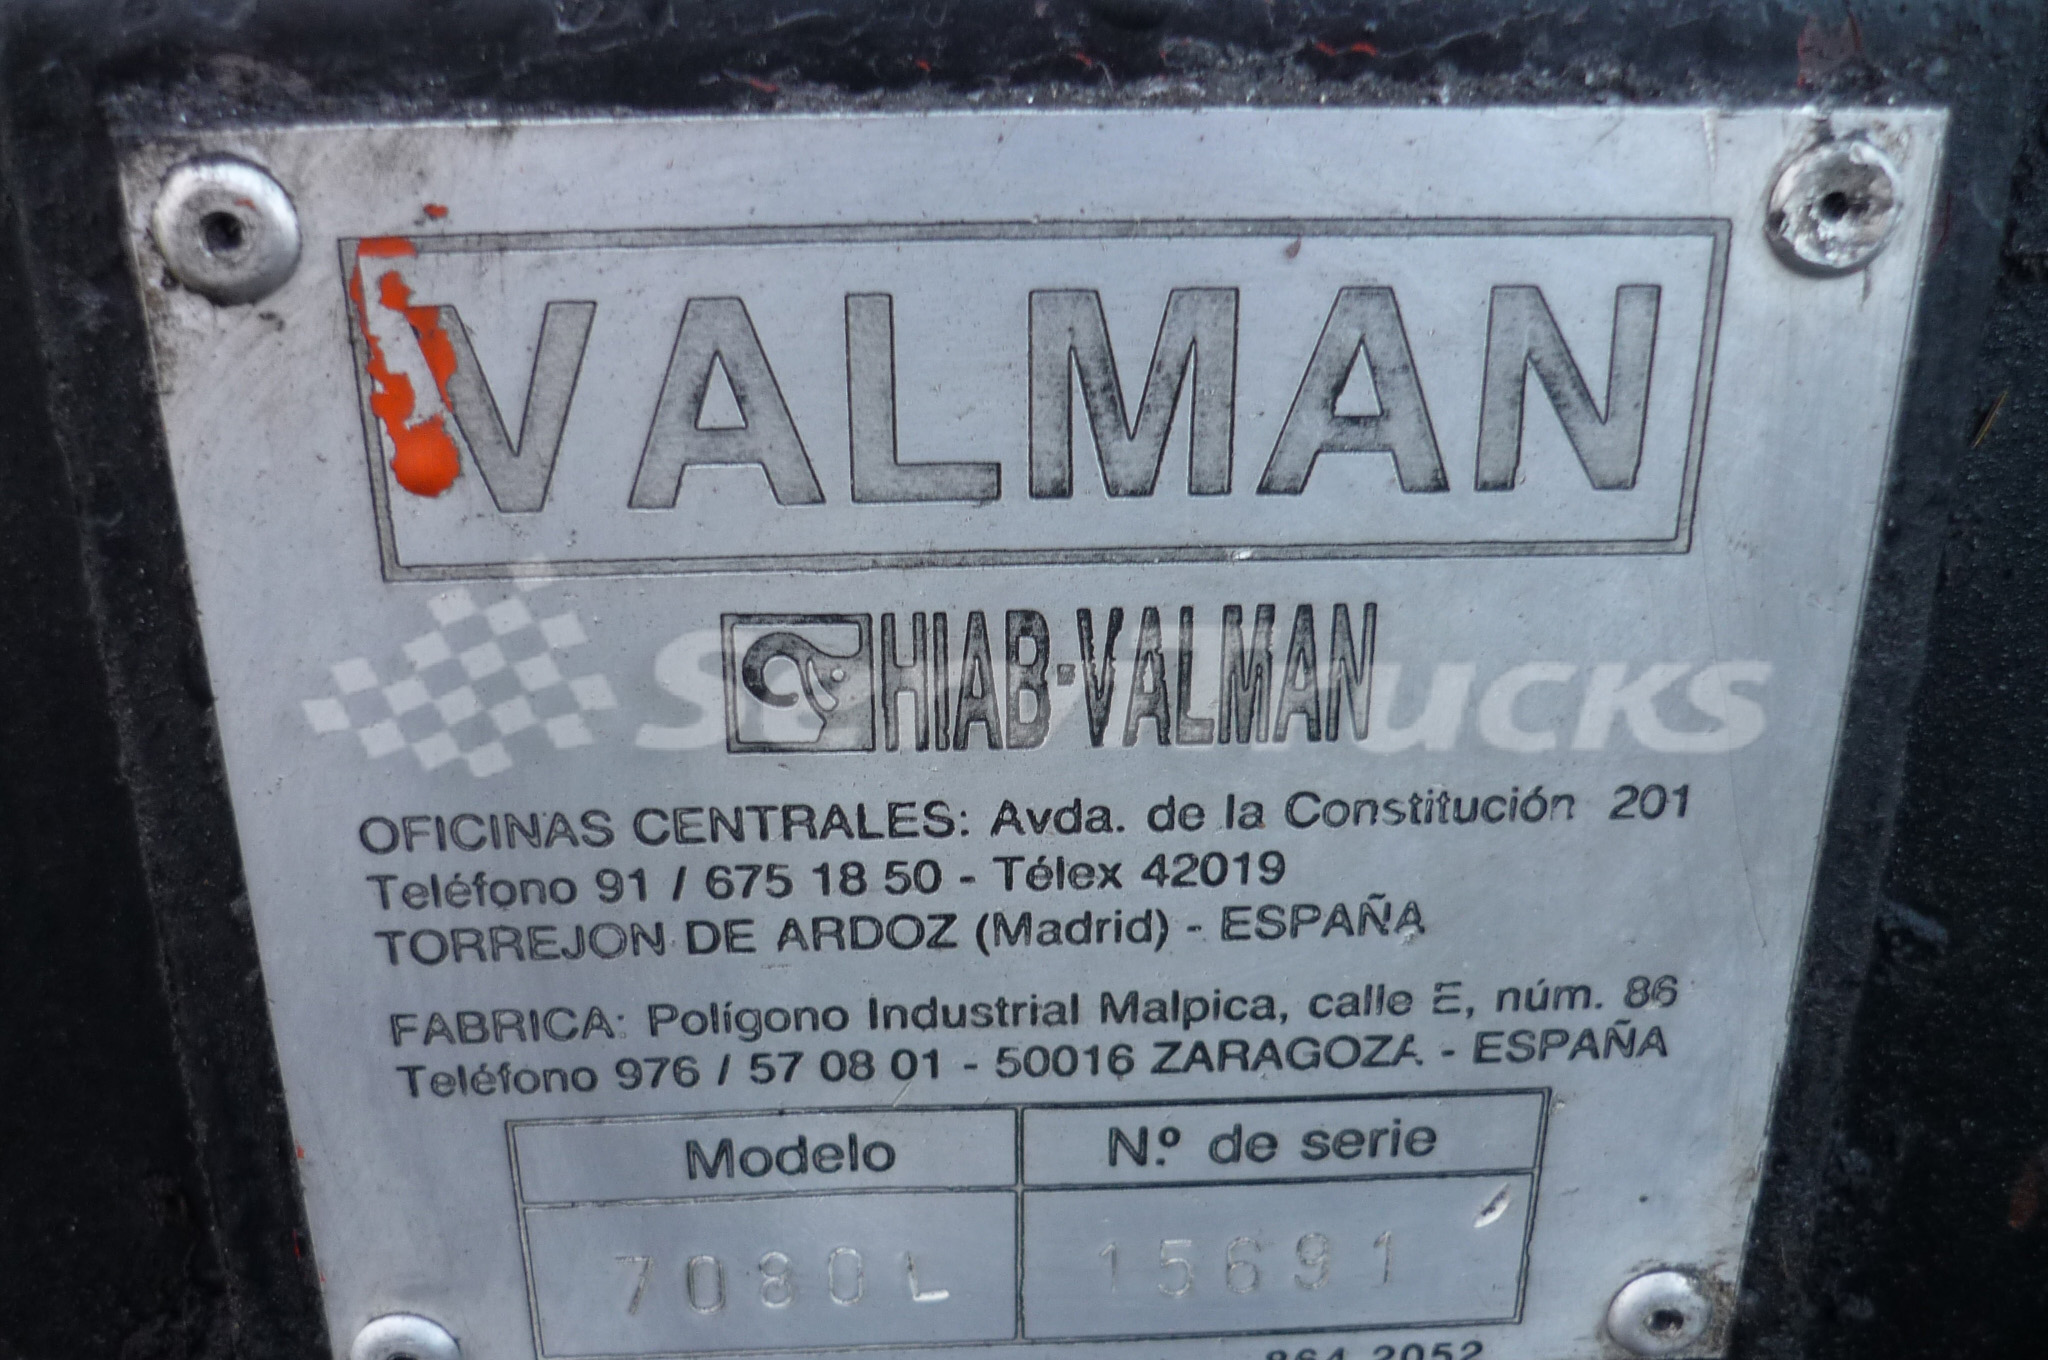 VALMAN
HIAB-VALMAN
OFICINAS CENTRALES: Avda. de la Constitución 201
Teléfono 91 / 675 18 50 - Télex 42019
TORREJON DE ARDOZ (Madrid) - ESPAÑA
FABRICA: Polígono Industrial Malpica, calle E, núm. 86
Teléfono 976 / 57 08 01 - 50016 ZARAGOZA - ESPAÑA
Modelo N.º de serie
7080L 15691
864 2052